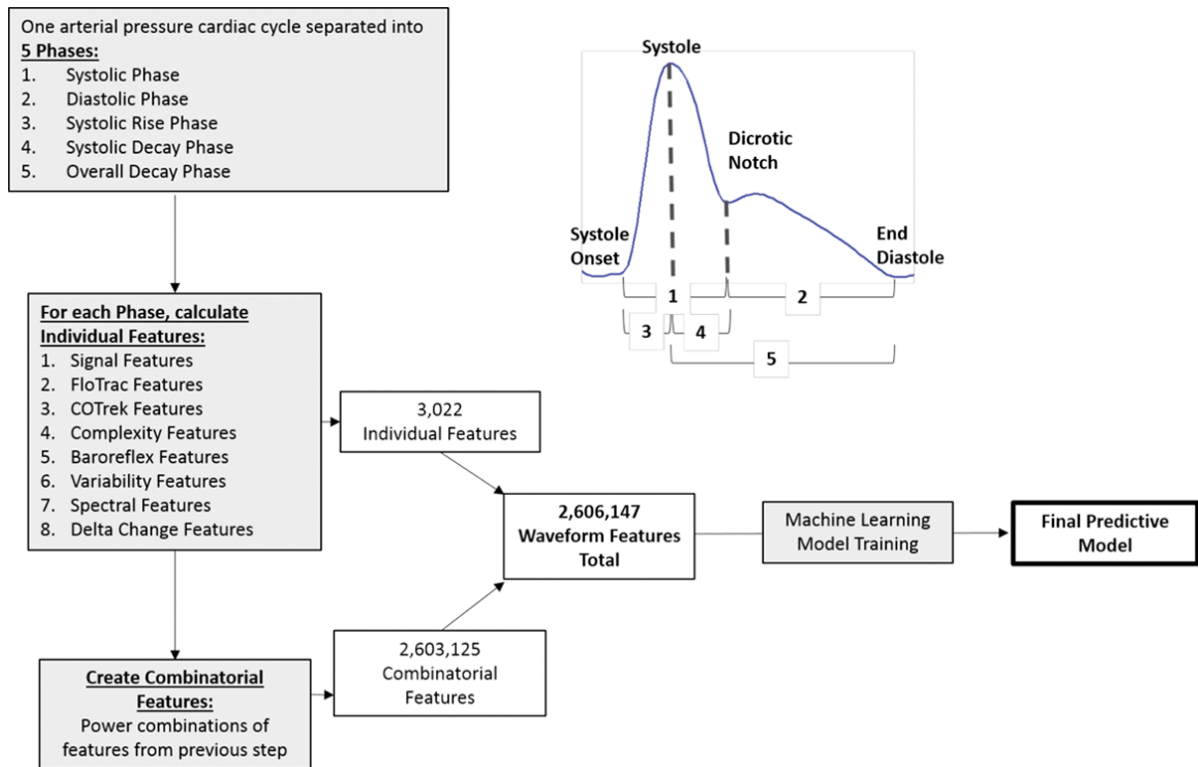 One arterial pressure cardiac cycle separated into
5 Phases:
1. Systolic Phase
2. Diastolic Phase
3. Systolic Rise Phase
4. Systolic Decay Phase
5. Overall Decay Phase
Systole
Dicrotic
Notch
Systole
Onset
End
Diastole
1
2
3
4
5
For each Phase, calculate
Individual Features:
1. Signal Features
2. FloTrac Features
3. COTrek Features
4. Complexity Features
5. Baroreflex Features
6. Variability Features
7. Spectral Features
8. Delta Change Features
3,022
Individual Features
2,606,147
Waveform Features
Total
Machine Learning
Model Training
Final Predictive
Model
2,603,125
Combinatorial
Features
Create Combinatorial
Features:
Power combinations of
features from previous step